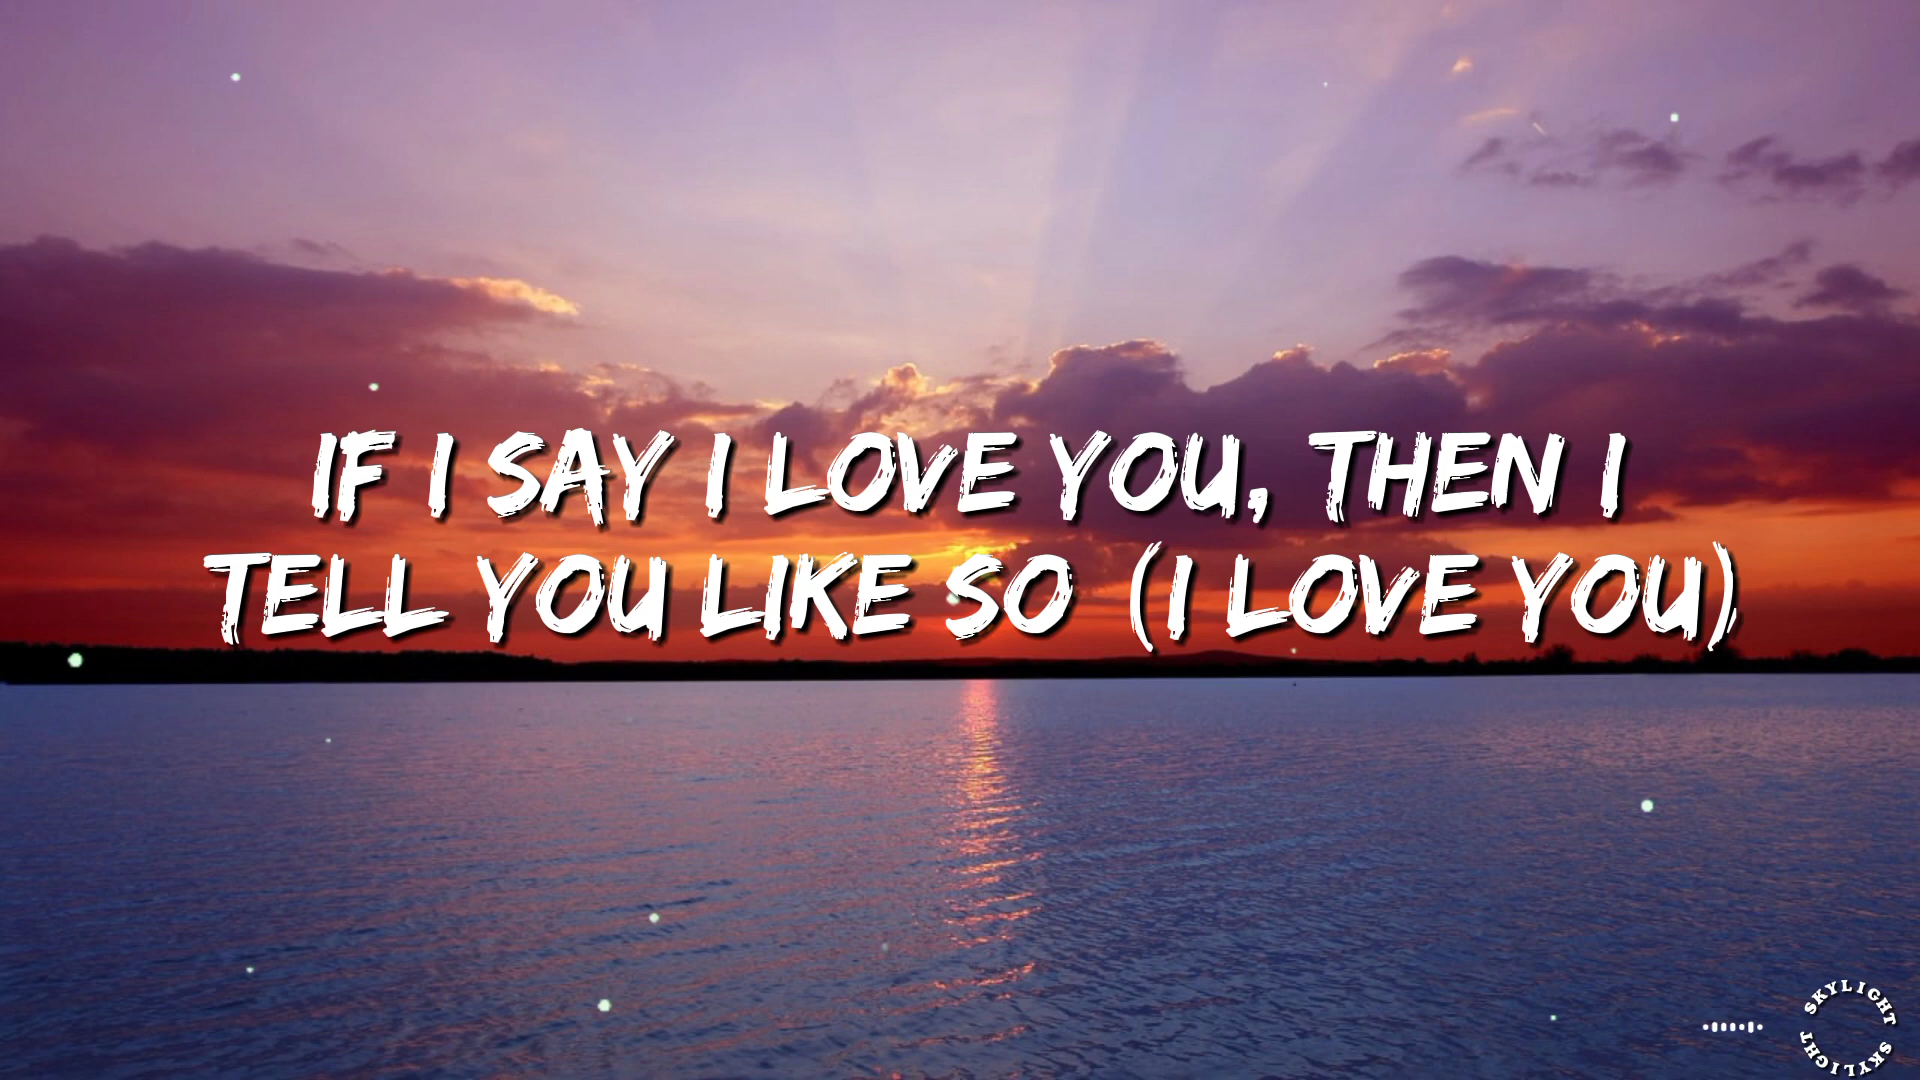 IF I SAY I LOVE YOU, THEN I
TELL YOU LIKE SO (I LOVE YOU)
SKYLIGHT SKYLIGHT